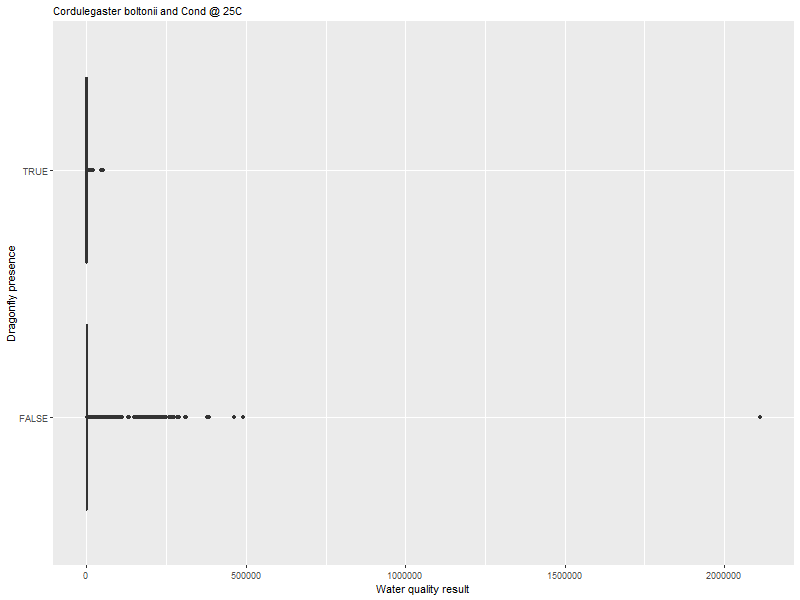 Cordulegaster boltonii and Cond @ 25C
Dragonfly presence
TRUE
FALSE
0 500000 1000000 1500000 2000000
Water quality result